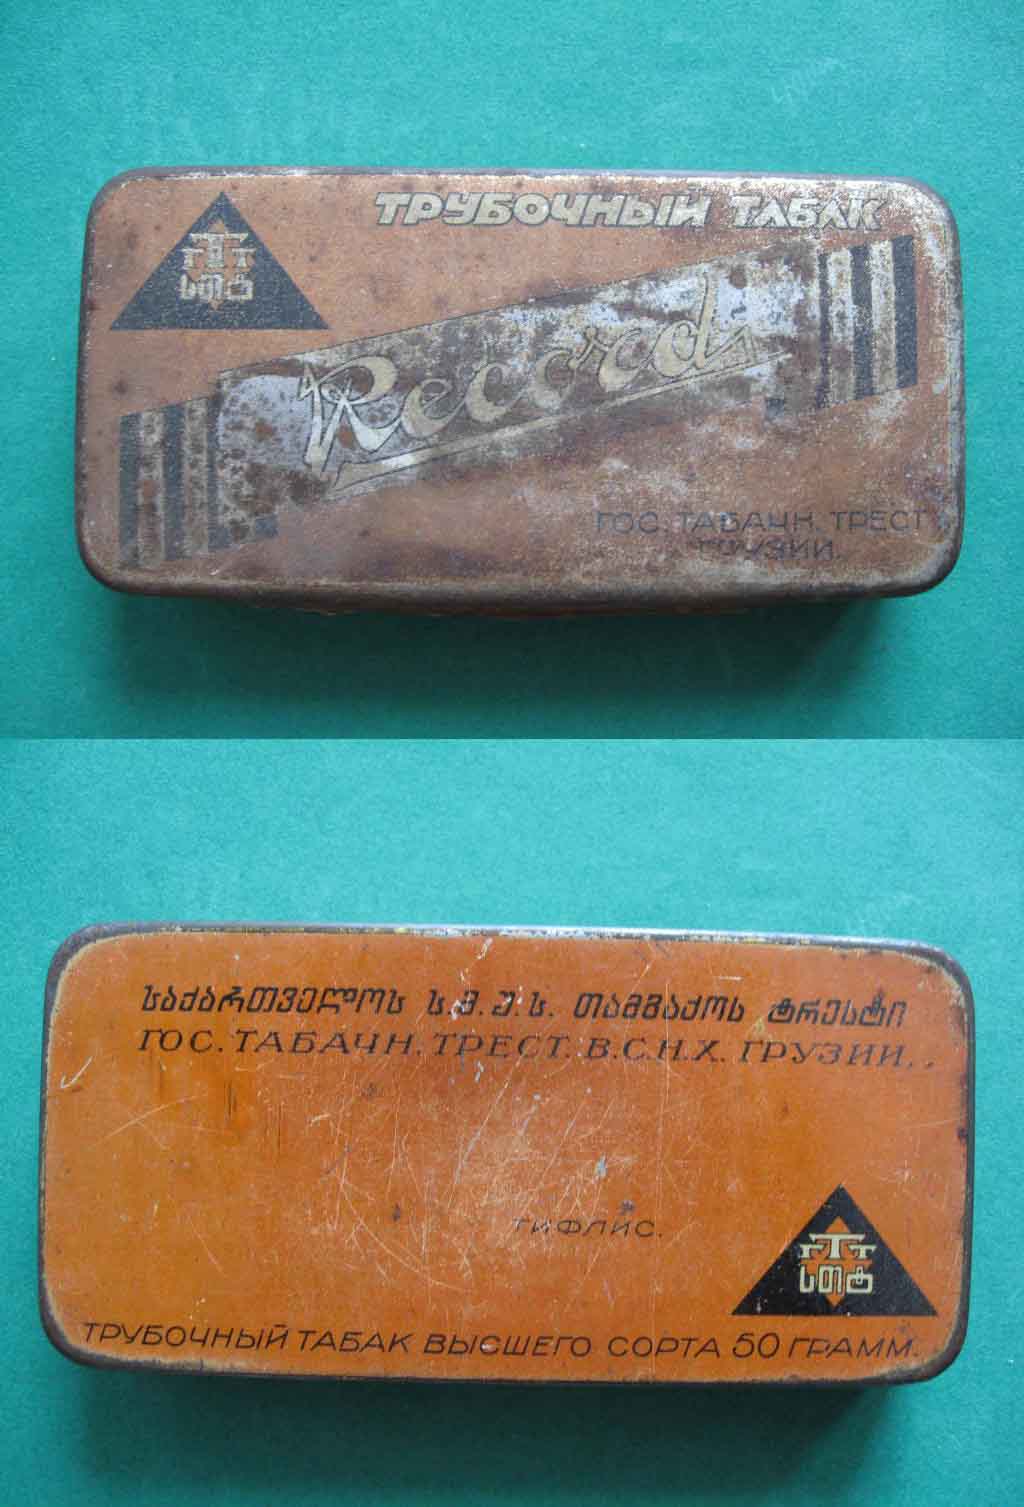 ТРУБОЧНЫЙ ТАБАК
ГТТ
სთტ
Record
ГОС. ТАБАЧН. ТРЕСТ
ГРУЗИИ.
საქართველოს ს.მ.უ.ს. თამბაქოს ტრესტი
ГОС. ТАБАЧН. ТРЕСТ. В.С.Н.Х. ГРУЗИИ.
ТИФЛИС.
ГТТ
სთტ
ТРУБОЧНЫЙ ТАБАК ВЫСШЕГО СОРТА 50 ГРАММ.